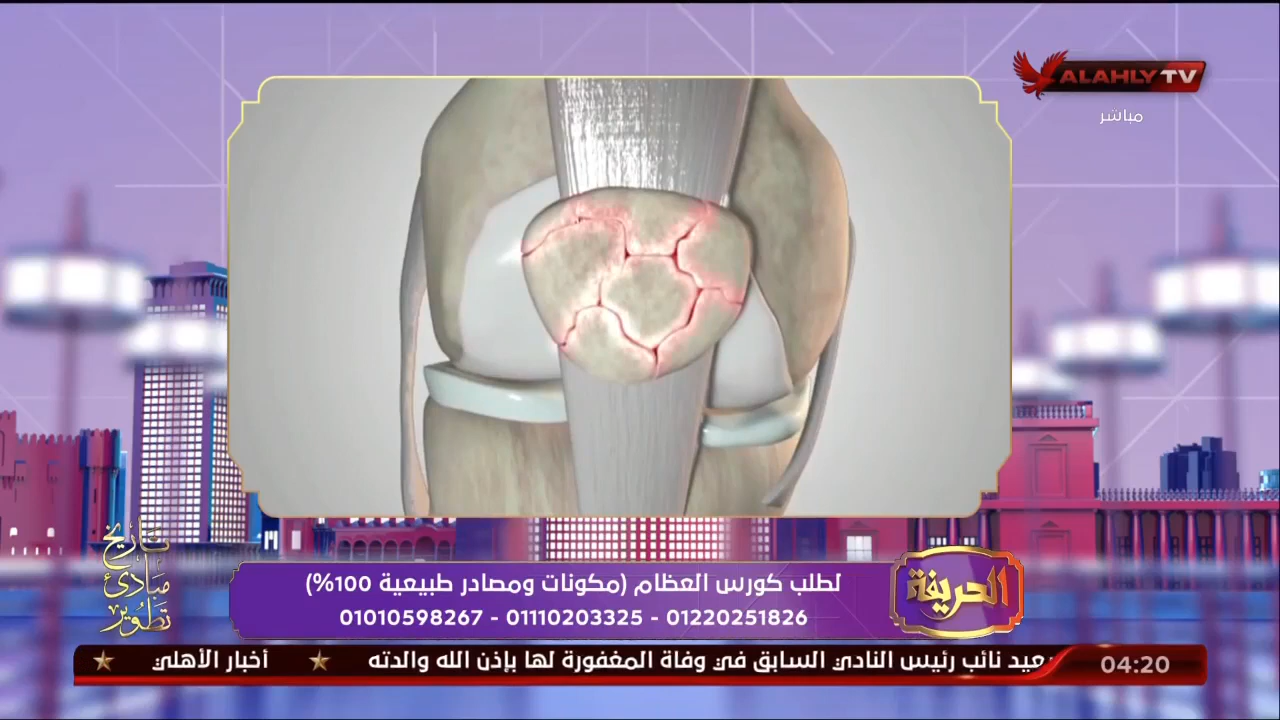 ALAHLY TV
مباشر
تاريخ
مبادئ
تطوير
الحريفة
لطلب كورس العظام (مكونات ومصادر طبيعية 100%)
01010598267 - 01110203325 - 01220251826
نائب رئيس النادي السابق في وفاة المغفورة لها بإذن الله والدته
أخبار الأهلي
04:20